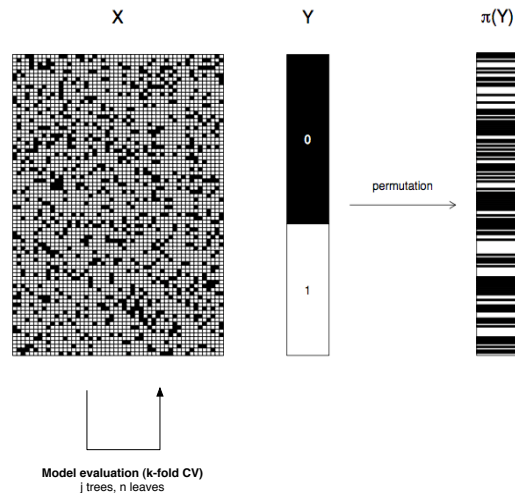 X
Y
π(Y)
0
permutation
1
Model evaluation (k-fold CV)
j trees, n leaves